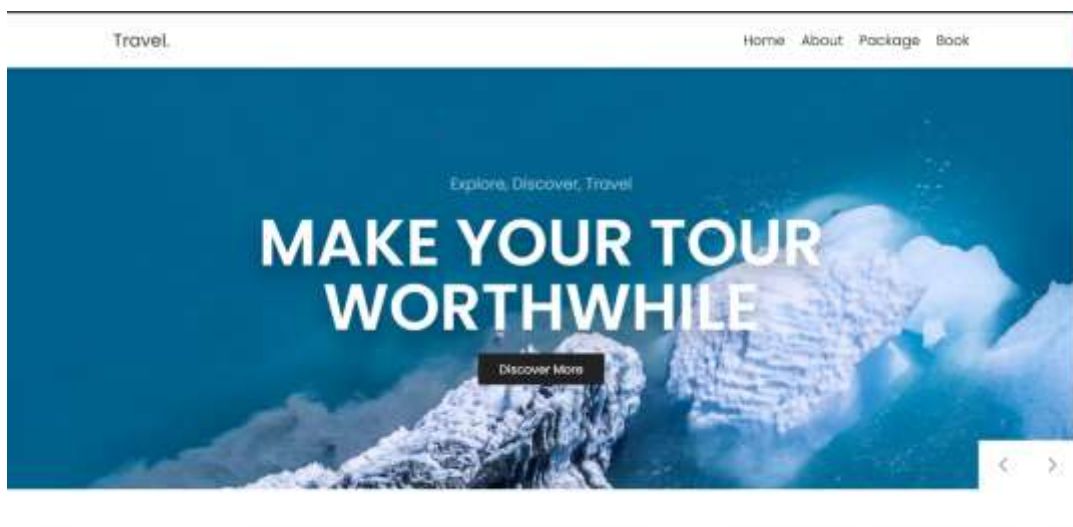 Travel.
Home About Package Book
Explore, Discover, Travel
MAKE YOUR TOUR
WORTHWHILE
Discover More